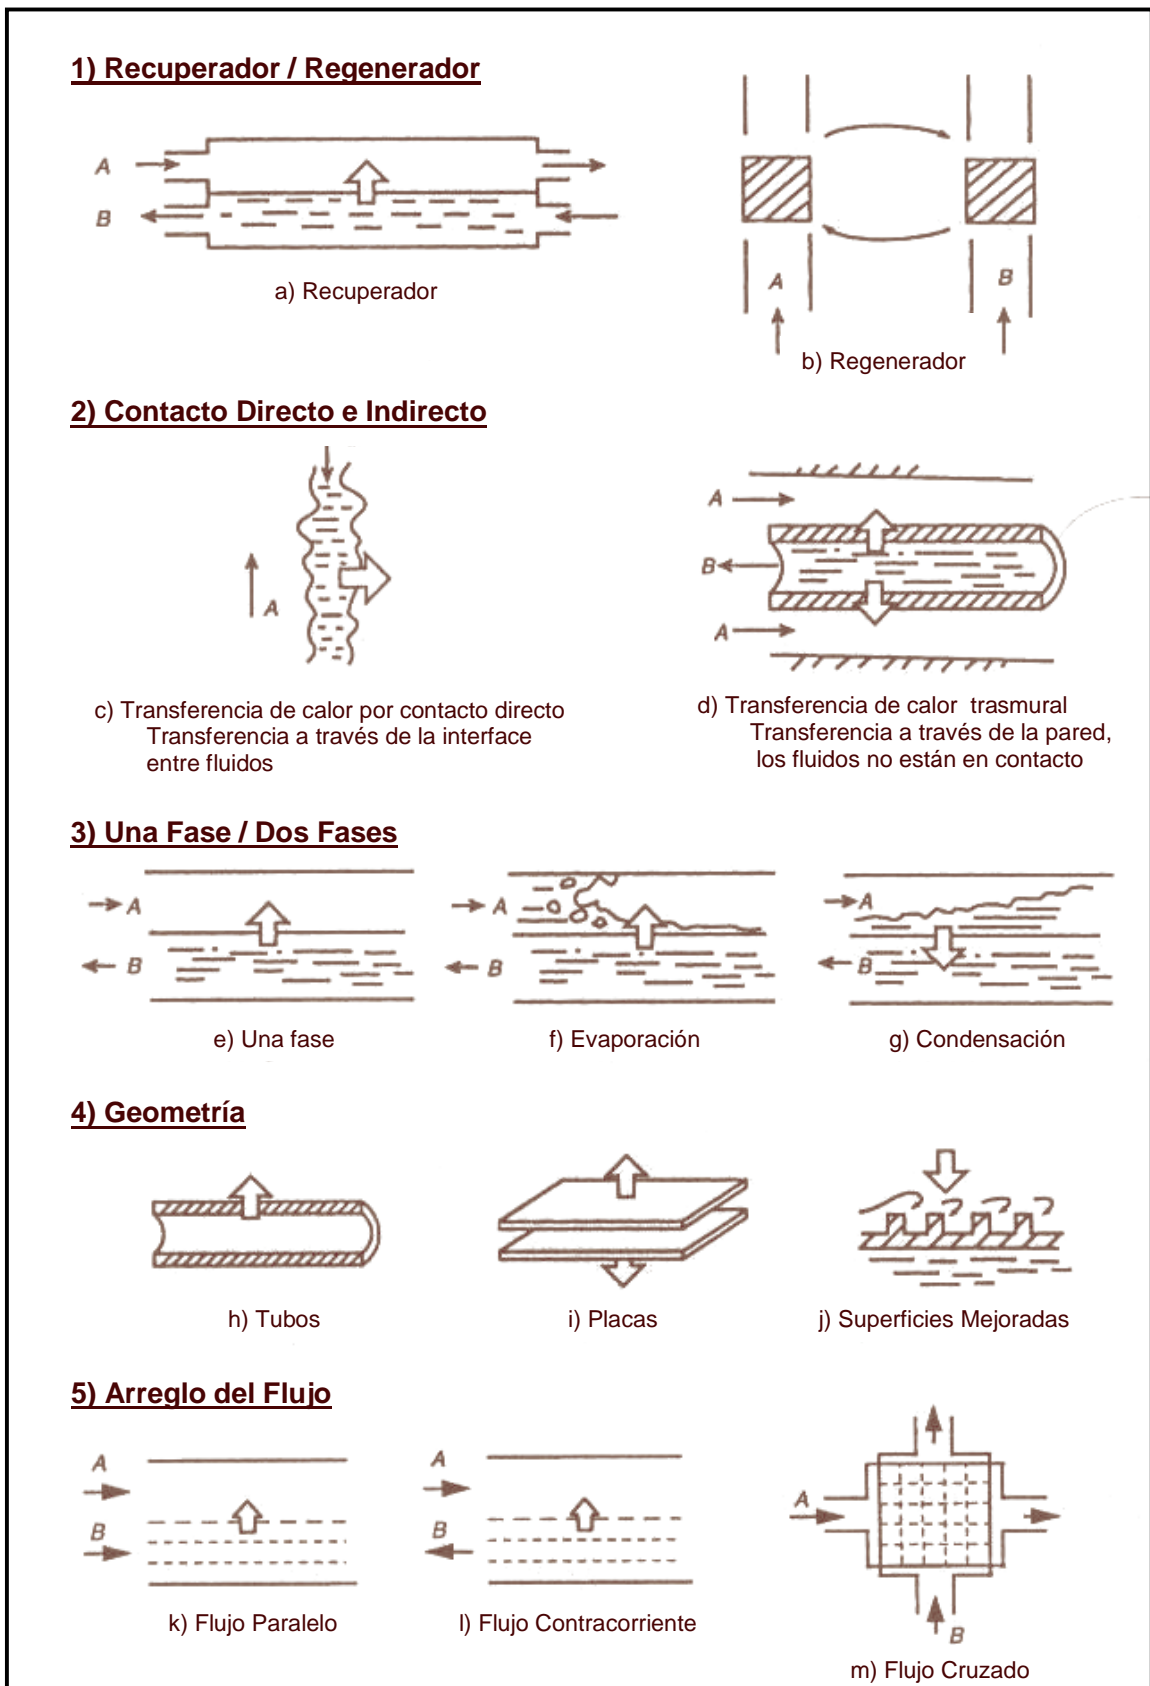 1) Recuperador / Regenerador
A
B
a) Recuperador
A
B
b) Regenerador
2) Contacto Directo e Indirecto
A
c) Transferencia de calor por contacto directo
Transferencia a través de la interface
entre fluidos
A
B
A
d) Transferencia de calor trasmural
Transferencia a través de la pared,
los fluidos no están en contacto
3) Una Fase / Dos Fases
A
B
e) Una fase
A
B
f) Evaporación
A
B
g) Condensación
4) Geometría
h) Tubos
i) Placas
j) Superficies Mejoradas
5) Arreglo del Flujo
A
B
k) Flujo Paralelo
A
B
l) Flujo Contracorriente
A
B
m) Flujo Cruzado